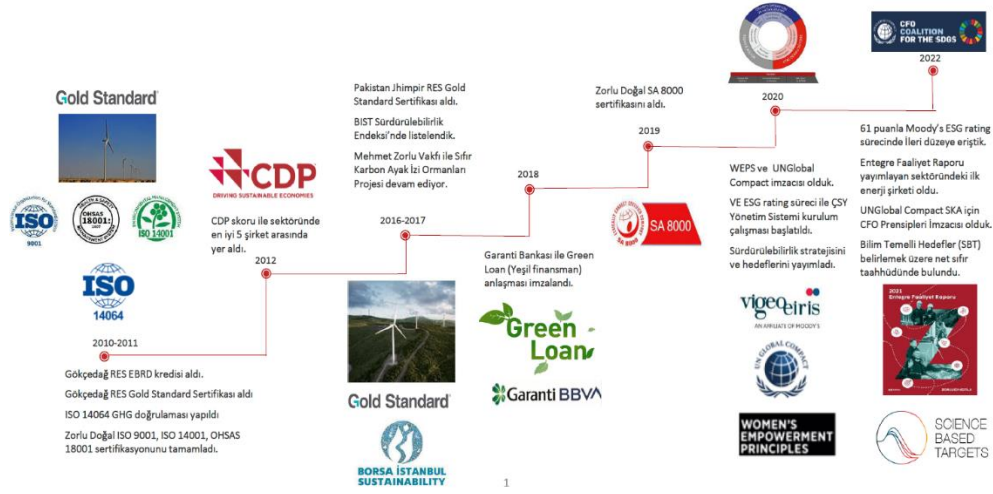 Gold Standard
ISO
9001
HEALTH & SAFETY
OHSAS
18001:
2007
ISO 14001
ISO
14064
2010-2011
Gökçedağ RES EBRD kredisi aldı.
Gökçedağ RES Gold Standard Sertifikası aldı
ISO 14064 GHG doğrulaması yapıldı
Zorlu Doğal ISO 9001, ISO 14001, OHSAS
18001 sertifikasyonunu tamamladı.
CDP
DRIVING SUSTAINABLE ECONOMIES
CDP skoru ile sektöründe
en iyi 5 şirket arasında
yer aldı.
2012
Pakistan Jhimpir RES Gold
Standard Sertifikası aldı.
BIST Sürdürülebilirlik
Endeksi'nde listelendik.
Mehmet Zorlu Vakfı ile Sıfır
Karbon Ayak İzi Ormanları
Projesi devam ediyor.
2016-2017
Gold Standard
BORSA İSTANBUL
SUSTAINABILITY
2018
Garanti Bankası ile Green
Loan (Yeşil finansman)
anlaşması imzalandı.
Green
Loan
Garanti BBVA
Zorlu Doğal SA 8000
sertifikasını aldı.
2019
SA 8000
SA 8000
2020
WEPS ve UNGlobal
Compact imzacısı olduk.
VE ESG rating süreci ile ÇSY
Yönetim Sistemi kurulum
çalışması başlatıldı.
Sürdürülebilirlik stratejisini
ve hedeflerini yayımladı.
vigeoeiris
AN AFFILIATE OF MOODY'S
UN GLOBAL COMPACT
WOMEN'S
EMPOWERMENT
PRINCIPLES
CFO
COALITION
FOR THE SDGS
2022
61 puanla Moody's ESG rating
sürecinde İleri düzeye eriştik.
Entegre Faaliyet Raporu
yayımlayan sektöründeki ilk
enerji şirketi oldu.
UNGlobal Compact SKA için
CFO Prensipleri İmzacısı olduk.
Bilim Temelli Hedefler (SBT)
belirlemek üzere net sıfır
taahhüdünde bulundu.
2021
Entegre Faaliyet Raporu
SCIENCE
BASED
TARGETS
1